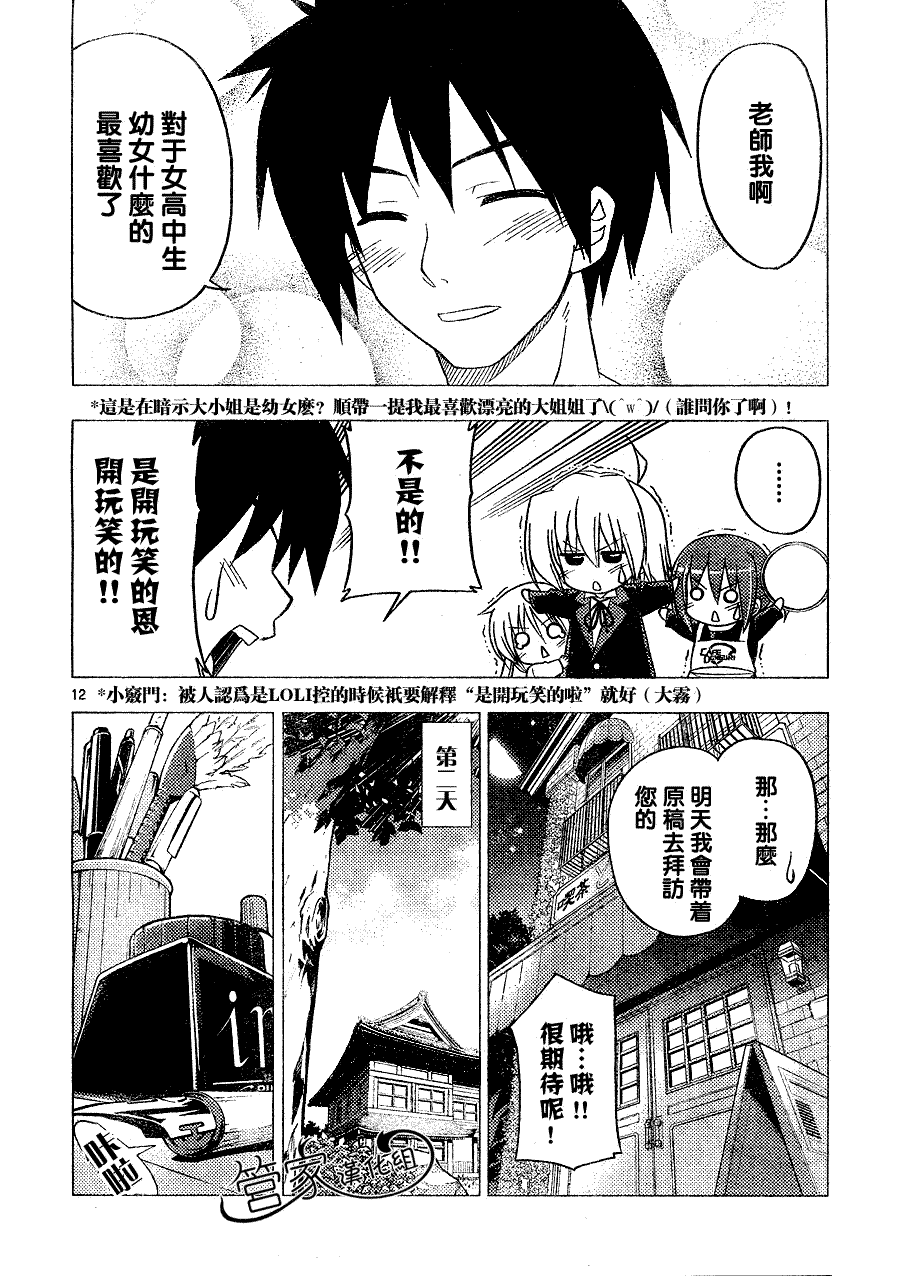 老師我啊
對于女高中生
幼女什麼的
最喜歡了
*這是在暗示大小姐是幼女麼？順帶一提我最喜歡漂亮的大姐姐了\(^w^)/（誰問你了啊）!
……
不是的!!
是開玩笑的恩
開玩笑的!!
12
*小竅門：被人認爲是LOLI控的時候祇要解釋“是開玩笑的啦”就好（大霧）
那…那麼
明天我會帶着
原稿去拜訪
您的
喫茶
哦…哦!!
很期待呢！
第二天
in
咔啦
管家漢化組